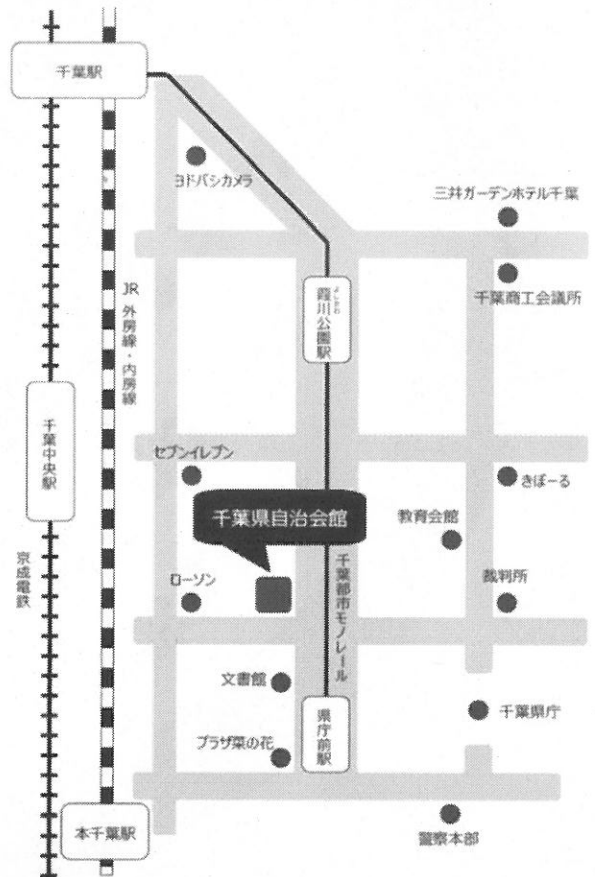 千葉駅
ヨドバシカメラ
三井ガーデンホテル千葉
千葉商工会議所
よしかわ
葭川公園駅
JR 外房線・内房線
千葉中央駅
セブンイレブン
きぼーる
千葉県自治会館
教育会館
京成電鉄
ローソン
千葉都市モノレール
裁判所
文書館
県庁前駅
千葉県庁
プラザ菜の花
本千葉駅
警察本部